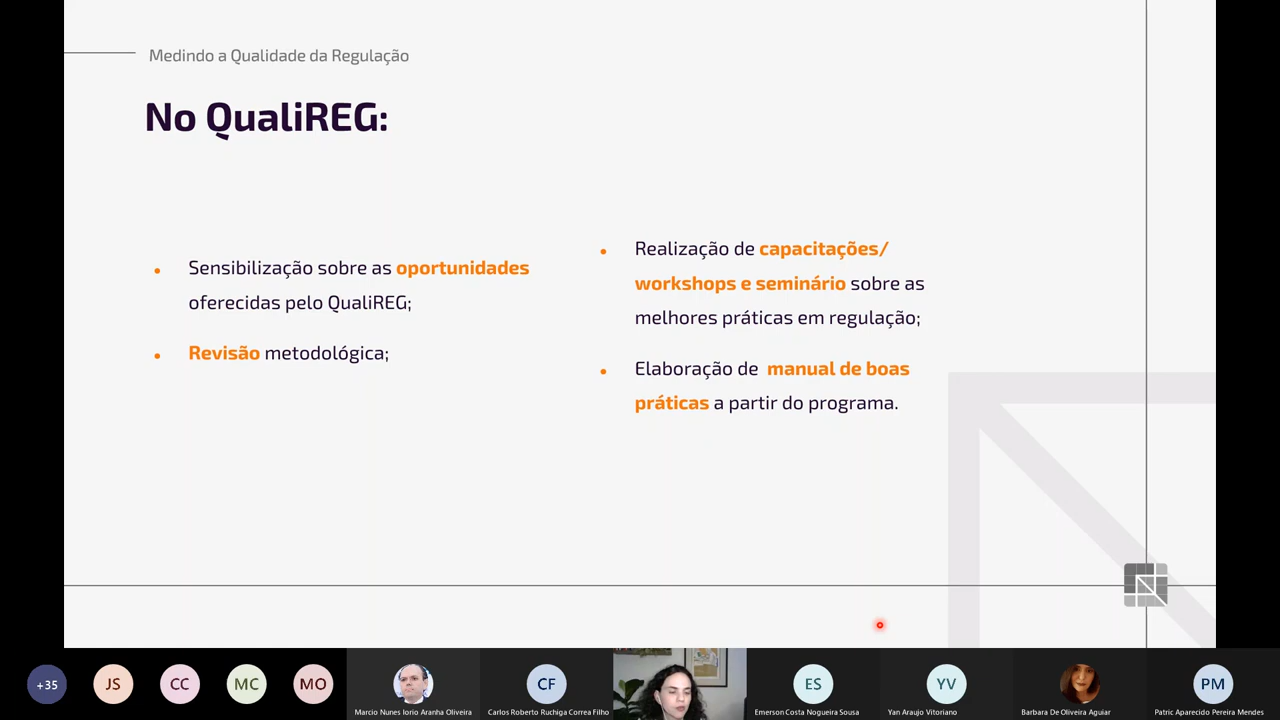 Medindo a Qualidade da Regulação
No QualiREG:
Sensibilização sobre as oportunidades
oferecidas pelo QualiREG;
Revisão metodológica;
Realização de capacitações/
workshops e seminário sobre as
melhores práticas em regulação;
Elaboração de manual de boas
práticas a partir do programa.
+35
JS
CC
MC
MO
Marcio Nunes Iorio Aranha Oliveira
CF
Carlos Roberto Ruchiga Correa Filho
ES
Emerson Costa Nogueira Sousa
YV
Yan Araujo Vitoriano
Barbara De Oliveira Aguiar
PM
Patric Aparecido Pereira Mendes